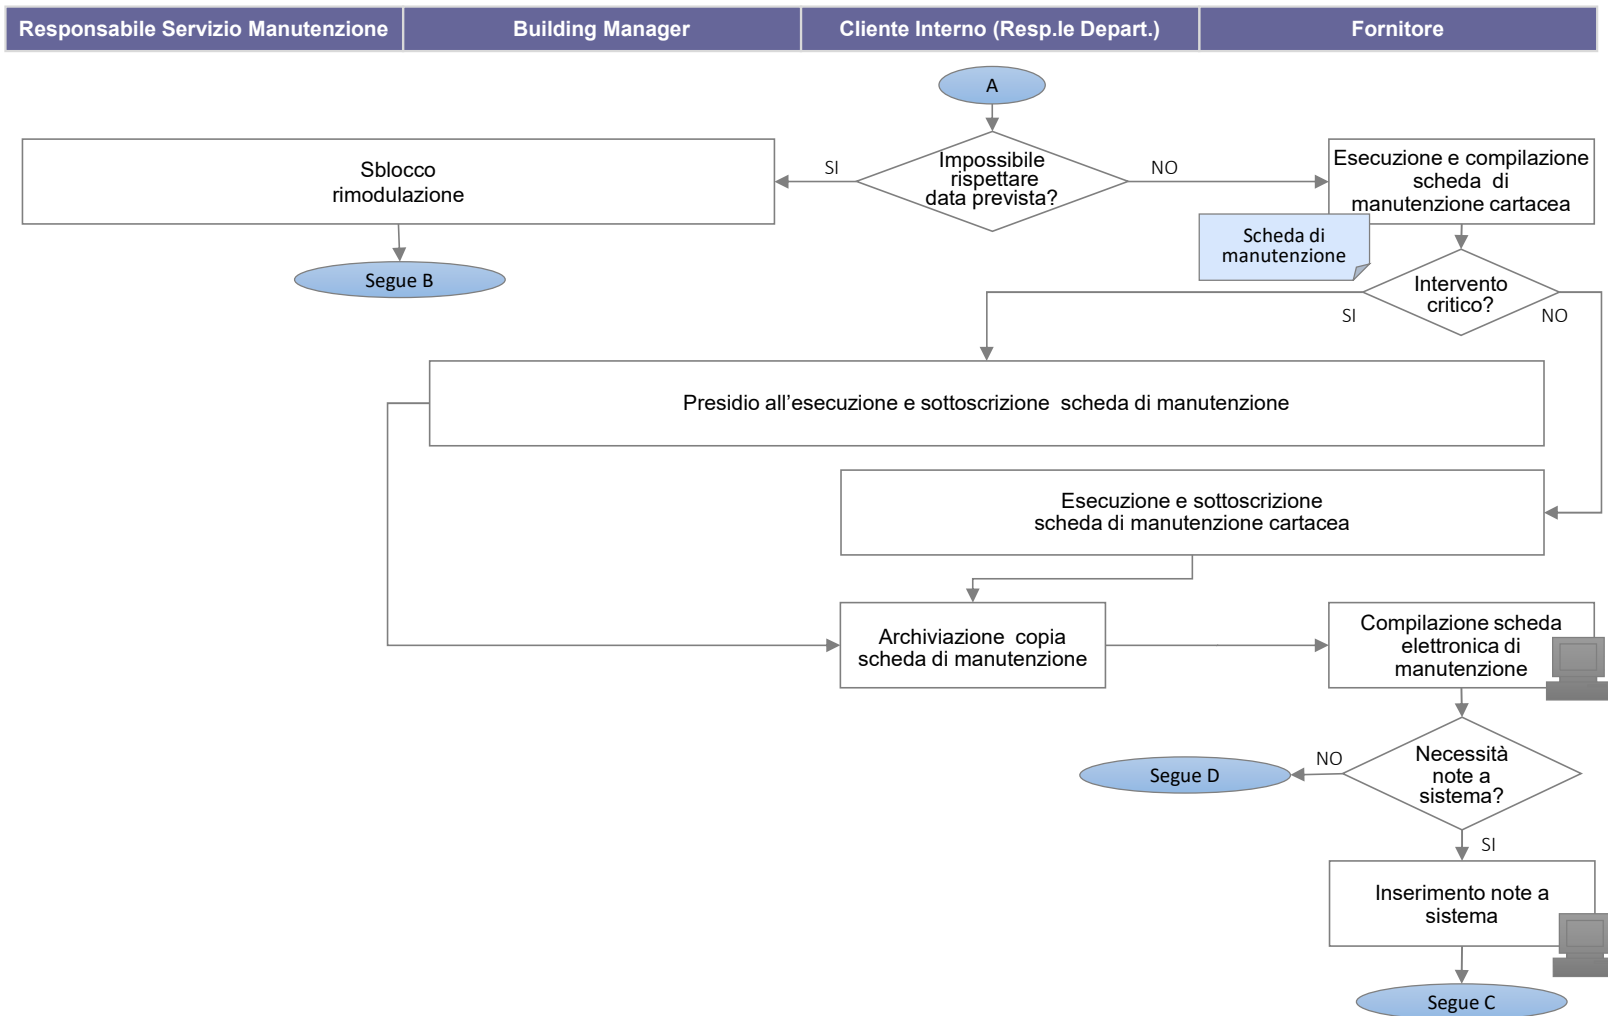 Responsabile Servizio Manutenzione
Building Manager
Cliente Interno (Resp.le Depart.)
Fornitore
A
Sblocco
rimodulazione
SI
Impossibile
rispettare
data prevista?
NO
Esecuzione e compilazione
scheda di
manutenzione cartacea
Scheda di
manutenzione
Segue B
Intervento
critico?
SI
NO
Presidio all'esecuzione e sottoscrizione scheda di manutenzione
Esecuzione e sottoscrizione
scheda di manutenzione cartacea
Archiviazione copia
scheda di manutenzione
Compilazione scheda
elettronica di
manutenzione
Segue D
NO
Necessità
note a
sistema?
SI
Inserimento note a
sistema
Segue C